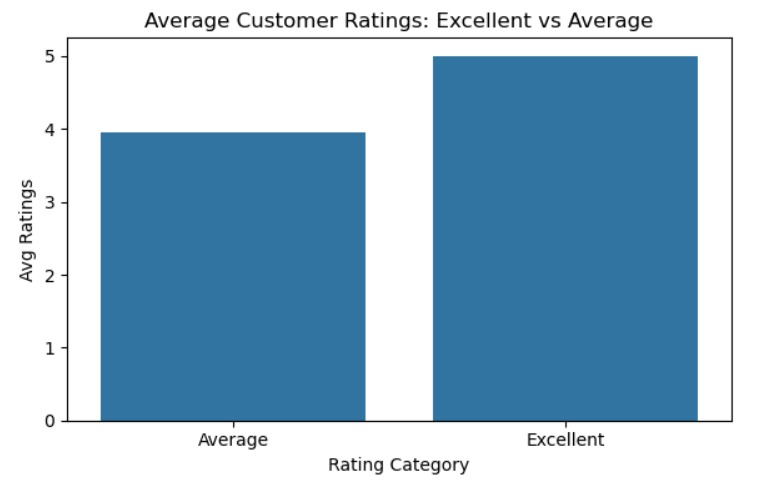 Average Customer Ratings: Excellent vs Average
5
4
3
2
1
0
Avg Ratings
Average
Excellent
Rating Category